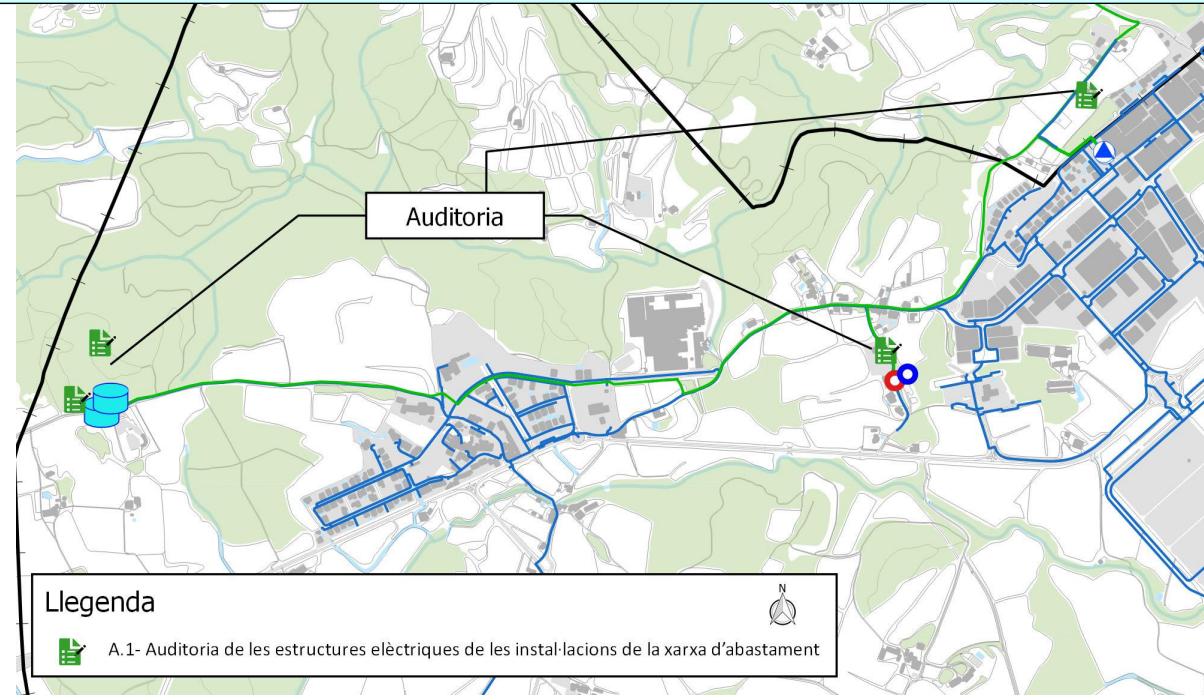 Auditoria
Llegenda
N
A.1- Auditoria de les estructures elèctriques de les instal·lacions de la xarxa d’abastament